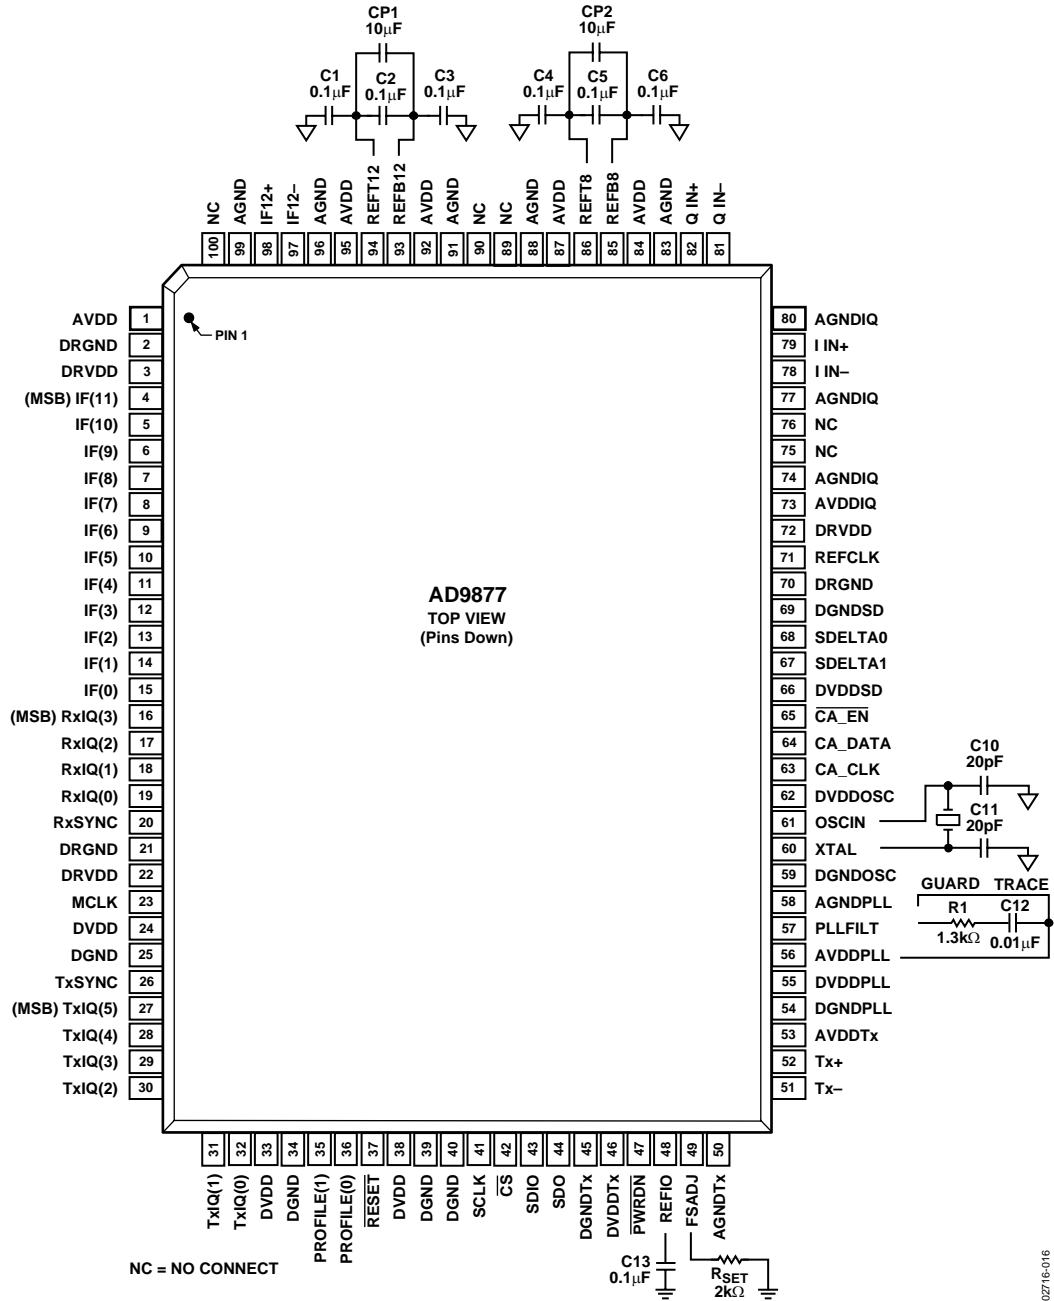 CP1
10μF
CP2
10μF
C1
0.1μF
C2
0.1μF
C3
0.1μF
C4
0.1μF
C5
0.1μF
C6
0.1μF
NC
AGND
IF12+
IF12–
AGND
AVDD
REFT12
REFB12
AVDD
AGND
NC
NC
AGND
AVDD
REFT8
REFB8
AVDD
AGND
Q IN+
Q IN–
100
99
98
97
96
95
94
93
92
91
90
89
88
87
86
85
84
83
82
81
PIN 1
AVDD 1
DRGND 2
DRVDD 3
(MSB) IF(11) 4
IF(10) 5
IF(9) 6
IF(8) 7
IF(7) 8
IF(6) 9
IF(5) 10
IF(4) 11
IF(3) 12
IF(2) 13
IF(1) 14
IF(0) 15
(MSB) RxIQ(3) 16
RxIQ(2) 17
RxIQ(1) 18
RxIQ(0) 19
RxSYNC 20
DRGND 21
DRVDD 22
MCLK 23
DVDD 24
DGND 25
TxSYNC 26
(MSB) TxIQ(5) 27
TxIQ(4) 28
TxIQ(3) 29
TxIQ(2) 30
AD9877
TOP VIEW
(Pins Down)
80 AGNDIQ
79 I IN+
78 I IN–
77 AGNDIQ
76 NC
75 NC
74 AGNDIQ
73 AVDDIQ
72 DRVDD
71 REFCLK
70 DRGND
69 DGNDSD
68 SDELTA0
67 SDELTA1
66 DVDDSD
65 CA_EN
64 CA_DATA
63 CA_CLK
62 DVDDOSC
61 OSCIN
60 XTAL
59 DGNDOSC
58 AGNDPLL
57 PLLFILT
56 AVDDPLL
55 DVDDPLL
54 DGNDPLL
53 AVDDTx
52 Tx+
51 Tx–
C10
20pF
C11
20pF
GUARD TRACE
R1
1.3kΩ
C12
0.01μF
31
32
33
34
35
36
37
38
39
40
41
42
43
44
45
46
47
48
49
50
TxIQ(1)
TxIQ(0)
DVDD
DGND
PROFILE(1)
PROFILE(0)
RESET
DVDD
DGND
DGND
SCLK
CS
SDIO
SDO
DGNDTx
DVDDTx
PWRDN
REFIO
FSADJ
AGNDTx
C13
0.1μF
RSET
2kΩ
NC = NO CONNECT
02716-016